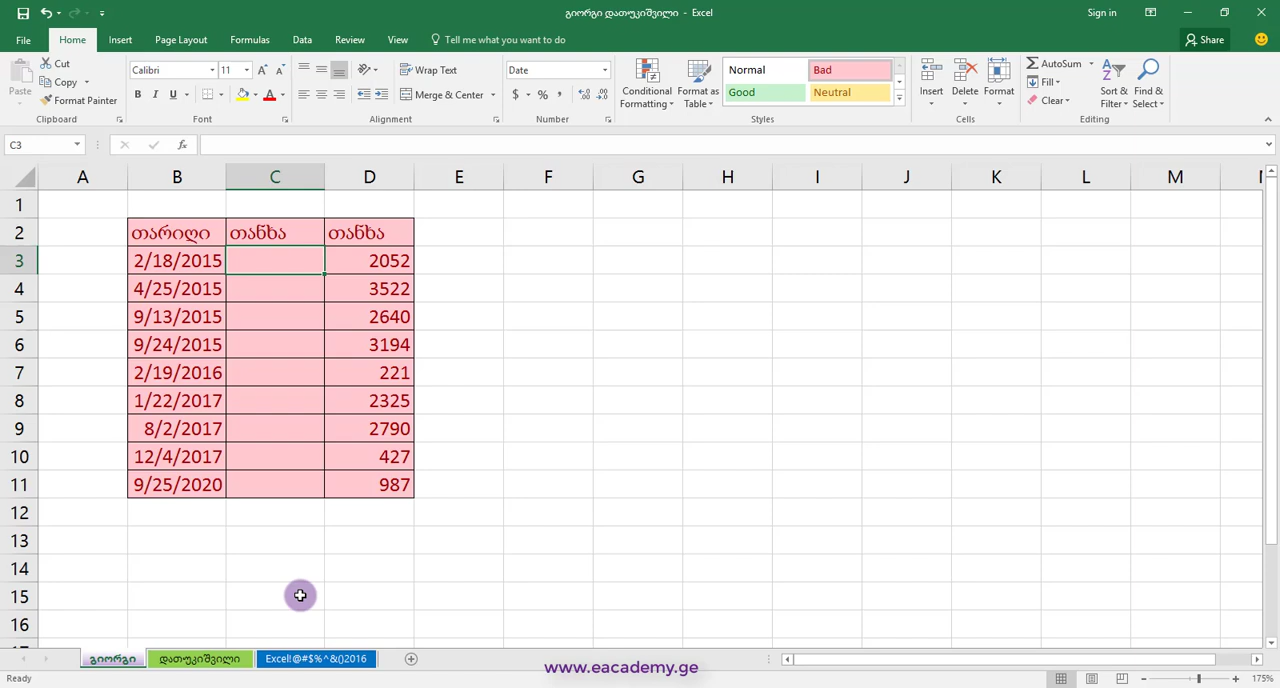 გიორგი დათუკიშვილი - Excel
Sign in
File Home Insert Page Layout Formulas Data Review View Tell me what you want to do Share
Paste
Cut
Copy
Format Painter
Clipboard
Calibri 11
B I U
Font
Wrap Text
Merge & Center
Alignment
Date
$ % ,
Number
Conditional Formatting
Format as Table
Normal Bad
Good Neutral
Styles
Insert Delete Format
Cells
AutoSum
Fill
Clear
Sort & Filter
Find & Select
Editing
C3 fx
A B C D E F G H I J K L M
1
2 თარიღი თანხა თანხა
3 2/18/2015 2052
4 4/25/2015 3522
5 9/13/2015 2640
6 9/24/2015 3194
7 2/19/2016 221
8 1/22/2017 2325
9 8/2/2017 2790
10 12/4/2017 427
11 9/25/2020 987
12
13
14
15
16
გიორგი დათუკიშვილი Excel!@#$%^&()2016
www.eacademy.ge
Ready 175%